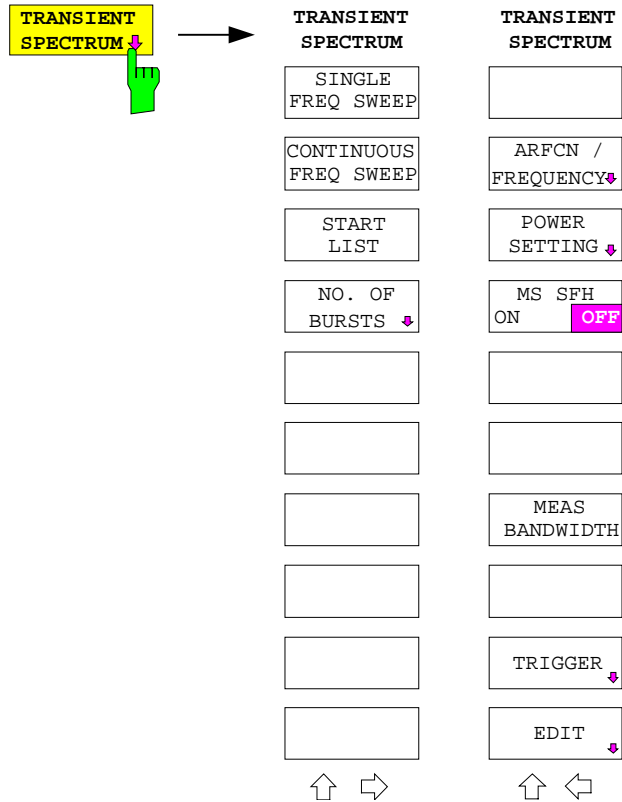 TRANSIENT
SPECTRUM
TRANSIENT
SPECTRUM
SINGLE
FREQ SWEEP
CONTINUOUS
FREQ SWEEP
START
LIST
NO. OF
BURSTS
TRANSIENT
SPECTRUM
ARFCN /
FREQUENCY
POWER
SETTING
MS SFH
ON OFF
MEAS
BANDWIDTH
TRIGGER
EDIT